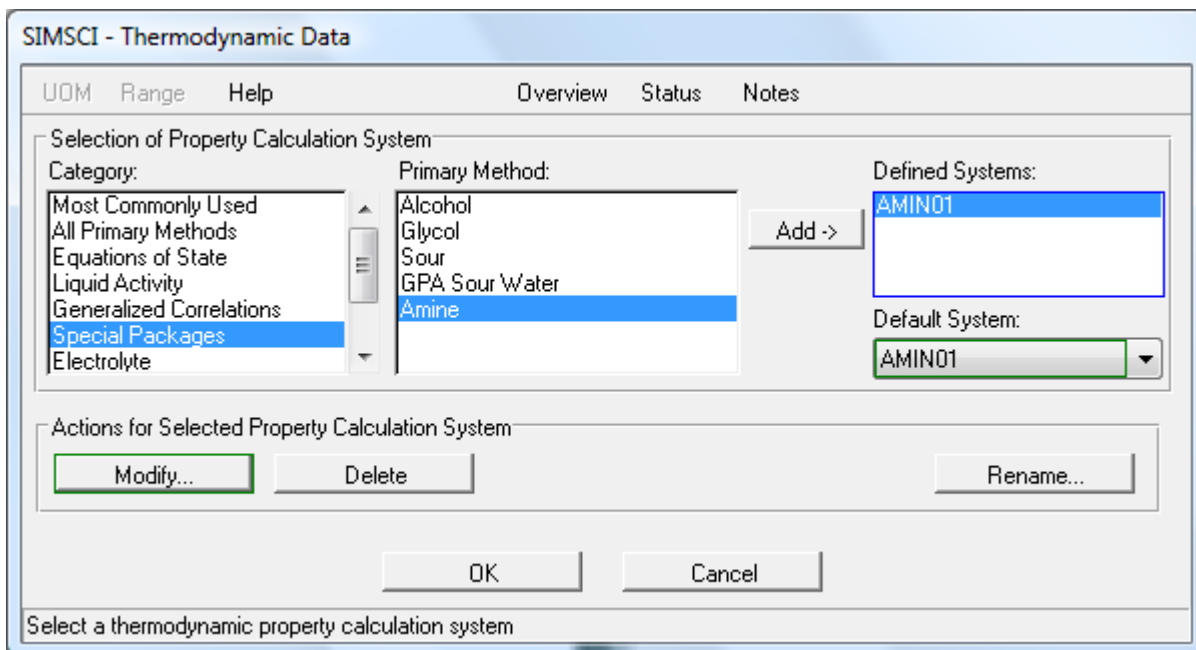 SIMSCI - Thermodynamic Data
UOM Range Help Overview Status Notes
Selection of Property Calculation System
Category: Primary Method: Defined Systems:
Most Commonly Used Alcohol AMIN01
All Primary Methods Glycol Add ->
Equations of State Sour
Liquid Activity GPA Sour Water
Generalized Correlations Amine Default System:
Special Packages
Electrolyte AMIN01
Actions for Selected Property Calculation System
Modify... Delete Rename...
OK Cancel
Select a thermodynamic property calculation system